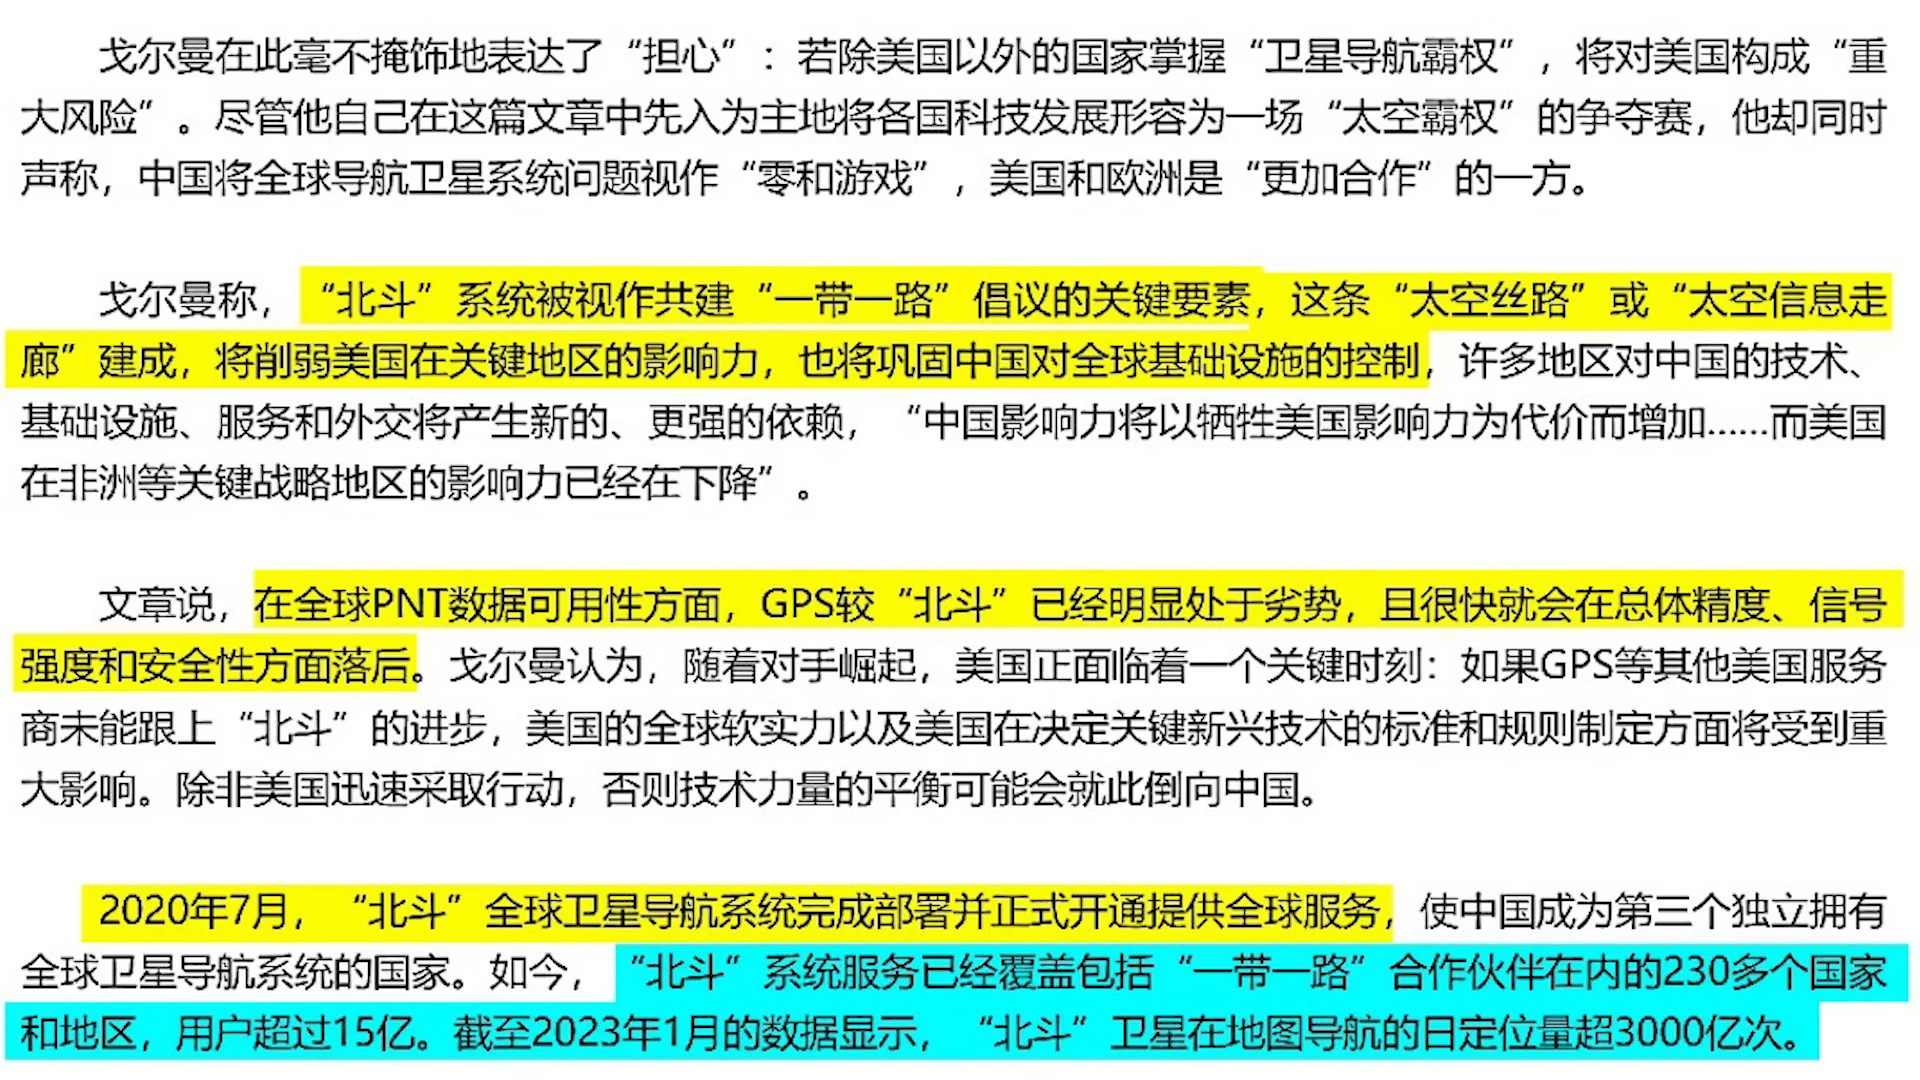 戈尔曼在此毫不掩饰地表达了“担心”：若除美国以外的国家掌握“卫星导航霸权”，将对美国构成“重
大风险”。尽管他自己在这篇文章中先入为主地将各国科技发展形容为一场“太空霸权”的争夺赛，他却同时
声称，中国将全球导航卫星系统问题视作“零和游戏”，美国和欧洲是“更加合作”的一方。
戈尔曼称，“北斗”系统被视作共建“一带一路”倡议的关键要素，这条“太空丝路”或“太空信息走
廊”建成，将削弱美国在关键地区的影响力，也将巩固中国对全球基础设施的控制，许多地区对中国的技术、
基础设施、服务和外交将产生新的、更强的依赖，“中国影响力将以牺牲美国影响力为代价而增加……而美国
在非洲等关键战略地区的影响力已经在下降”。
文章说，在全球PNT数据可用性方面，GPS较“北斗”已经明显处于劣势，且很快就会在总体精度、信号
强度和安全性方面落后。戈尔曼认为，随着对手崛起，美国正面临着一个关键时刻：如果GPS等其他美国服务
商未能跟上“北斗”的进步，美国的全球软实力以及美国在决定关键新兴技术的标准和规则制定方面将受到重
大影响。除非美国迅速采取行动，否则技术力量的平衡可能会就此倒向中国。
2020年7月，“北斗”全球卫星导航系统完成部署并正式开通提供全球服务，使中国成为第三个独立拥有
全球卫星导航系统的国家。如今，“北斗”系统服务已经覆盖包括“一带一路”合作伙伴在内的230多个国家
和地区，用户超过15亿。截至2023年1月的数据显示，“北斗”卫星在地图导航的日定位量超3000亿次。